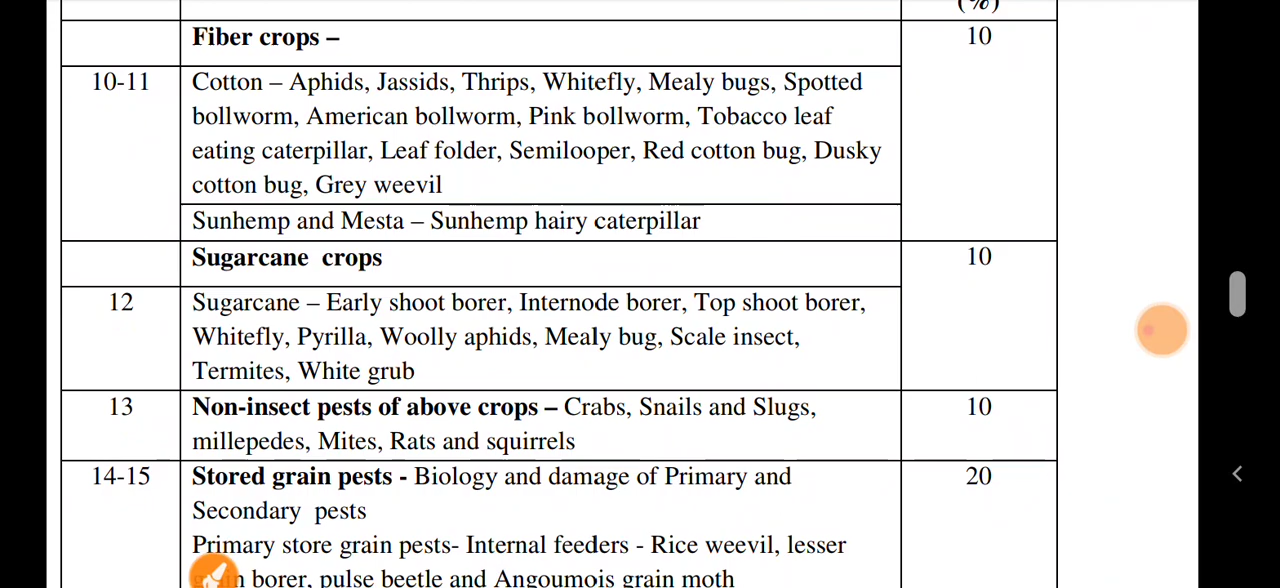 (%)
Fiber crops –
10
10-11
Cotton – Aphids, Jassids, Thrips, Whitefly, Mealy bugs, Spotted
bollworm, American bollworm, Pink bollworm, Tobacco leaf
eating caterpillar, Leaf folder, Semilooper, Red cotton bug, Dusky
cotton bug, Grey weevil
Sunhemp and Mesta – Sunhemp hairy caterpillar
Sugarcane crops
10
12
Sugarcane – Early shoot borer, Internode borer, Top shoot borer,
Whitefly, Pyrilla, Woolly aphids, Mealy bug, Scale insect,
Termites, White grub
13
Non-insect pests of above crops – Crabs, Snails and Slugs,
millepedes, Mites, Rats and squirrels
10
14-15
Stored grain pests - Biology and damage of Primary and
Secondary pests
20
Primary store grain pests- Internal feeders - Rice weevil, lesser
borer, pulse beetle and Angoumois grain moth